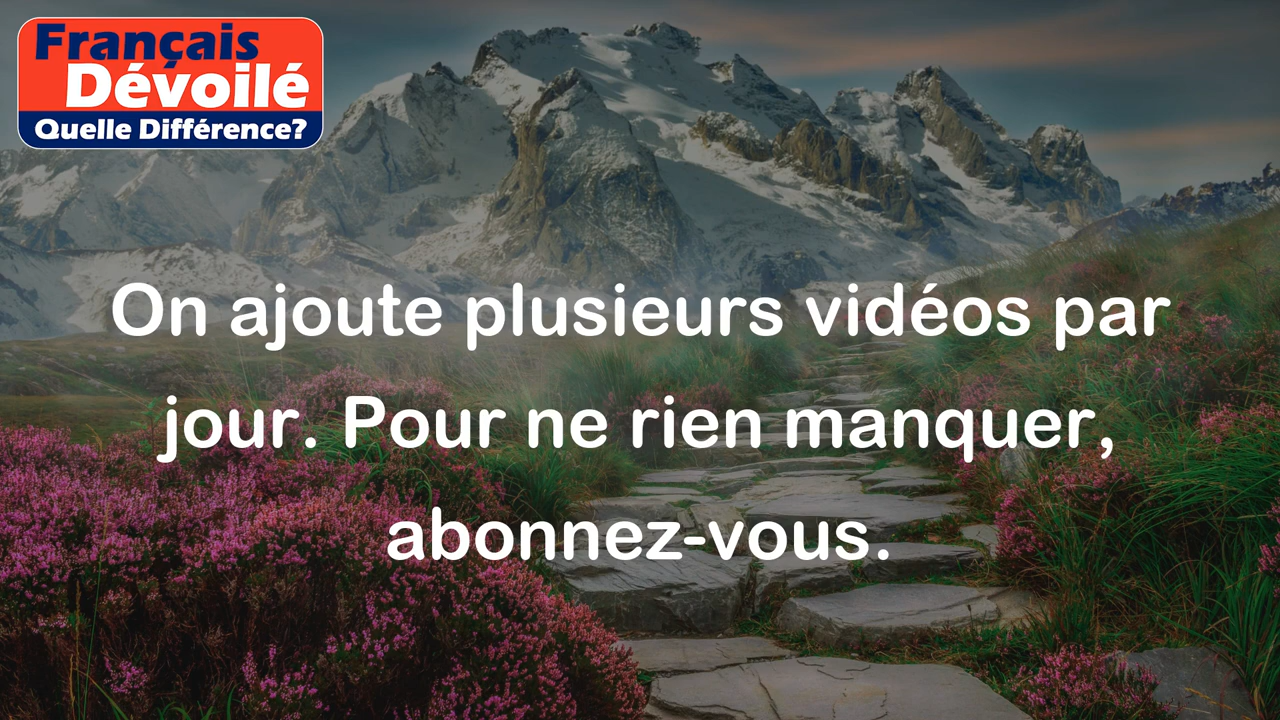 Français
Dévoilé
Quelle Différence?
On ajoute plusieurs vidéos par
jour. Pour ne rien manquer,
abonnez-vous.